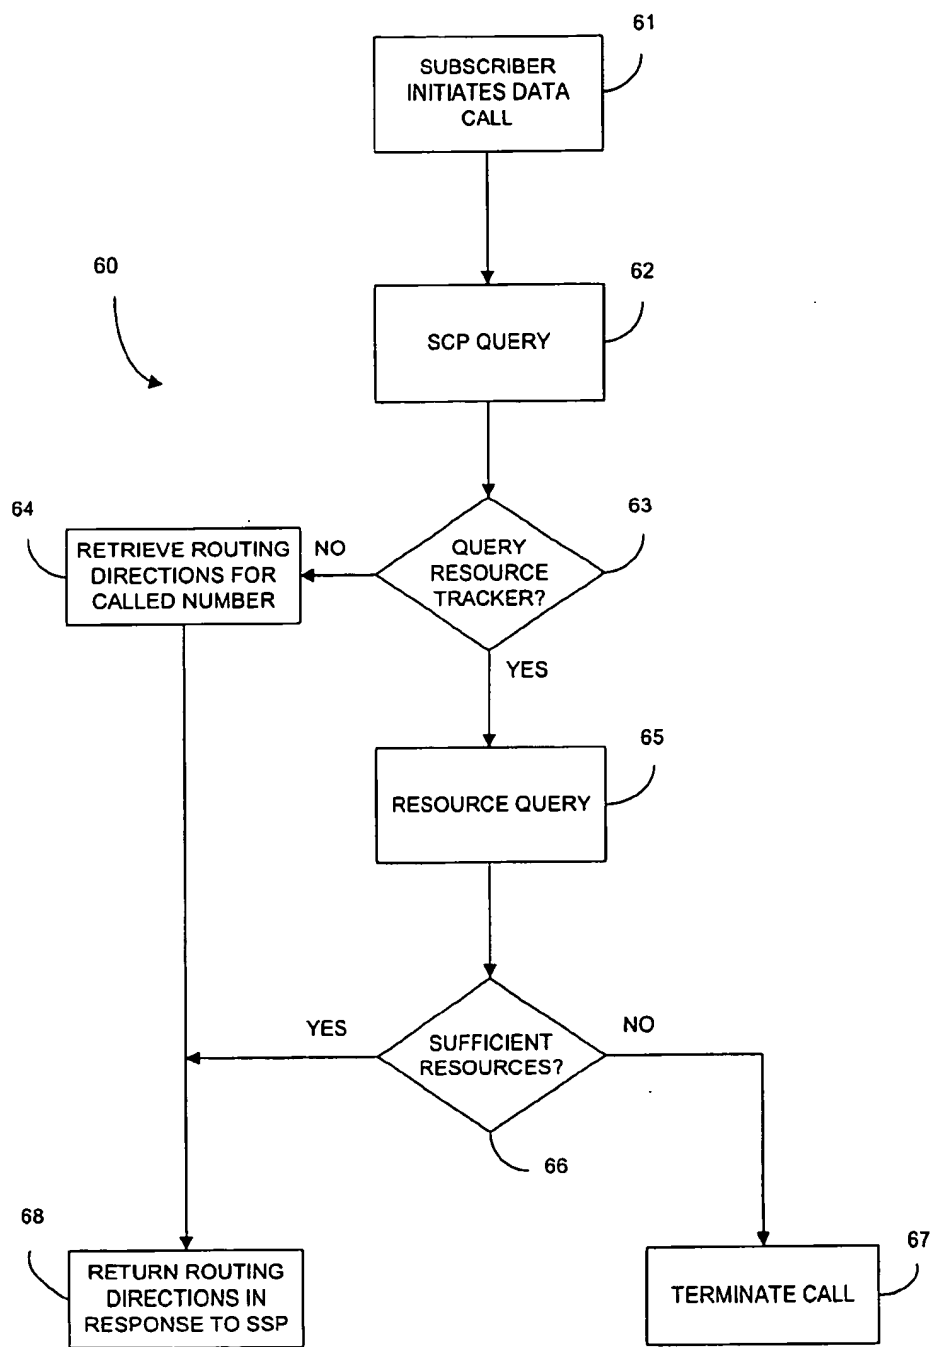 61
SUBSCRIBER
INITIATES DATA
CALL
60
62
SCP QUERY
64
63
RETRIEVE ROUTING
DIRECTIONS FOR
CALLED NUMBER
NO
QUERY
RESOURCE
TRACKER?
YES
65
RESOURCE QUERY
YES
NO
SUFFICIENT
RESOURCES?
66
68
67
RETURN ROUTING
DIRECTIONS IN
RESPONSE TO SSP
TERMINATE CALL